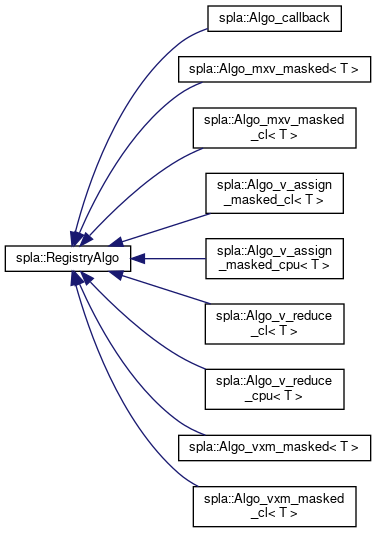 spla::Algo_callback
spla::Algo_mxv_masked< T >
spla::Algo_mxv_masked
_cl< T >
spla::Algo_v_assign
_masked_cl< T >
spla::RegistryAlgo
spla::Algo_v_assign
_masked_cpu< T >
spla::Algo_v_reduce
_cl< T >
spla::Algo_v_reduce
_cpu< T >
spla::Algo_vxm_masked< T >
spla::Algo_vxm_masked
_cl< T >